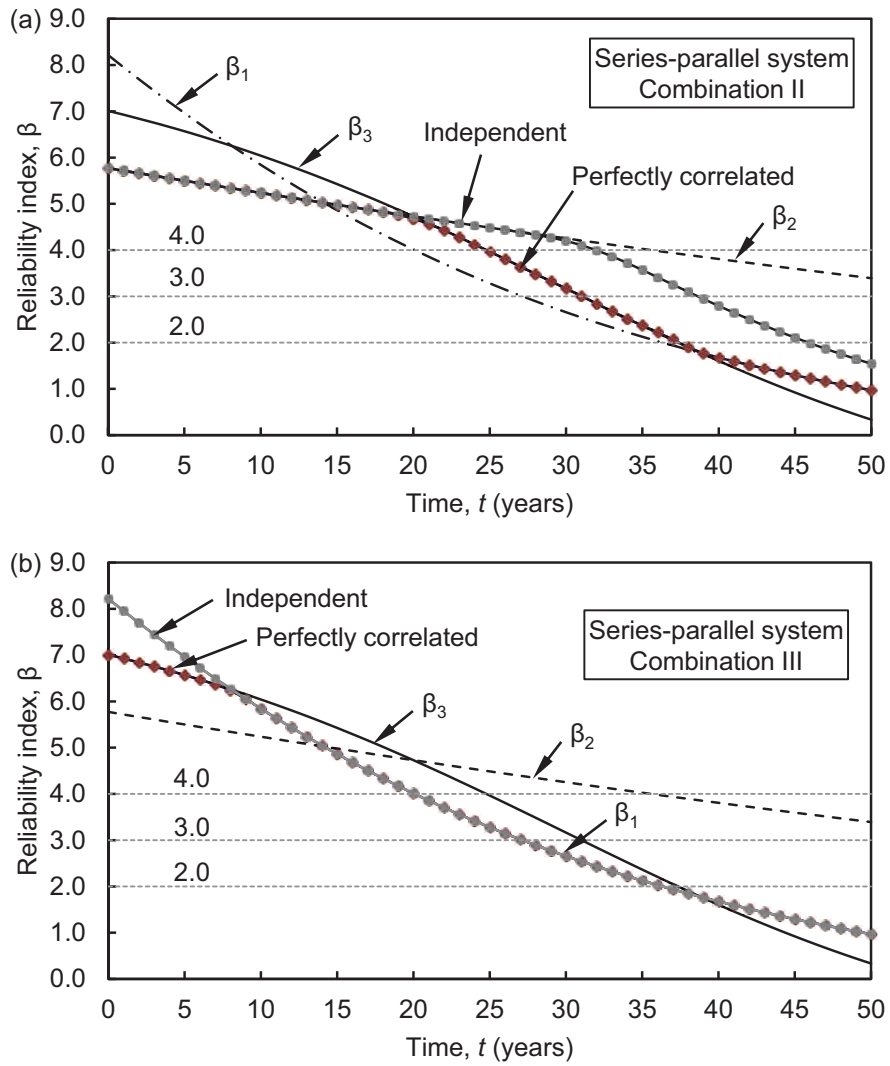 (a)
9.0
8.0
7.0
6.0
5.0
4.0
3.0
2.0
1.0
0.0
Reliability index, β
β1
β3
Independent
Perfectly correlated
β2
Series-parallel system
Combination II
4.0
3.0
2.0
0 5 10 15 20 25 30 35 40 45 50
Time, t (years)
(b)
9.0
8.0
7.0
6.0
5.0
4.0
3.0
2.0
1.0
0.0
Reliability index, β
Independent
Perfectly correlated
β3
β2
β1
Series-parallel system
Combination III
4.0
3.0
2.0
0 5 10 15 20 25 30 35 40 45 50
Time, t (years)